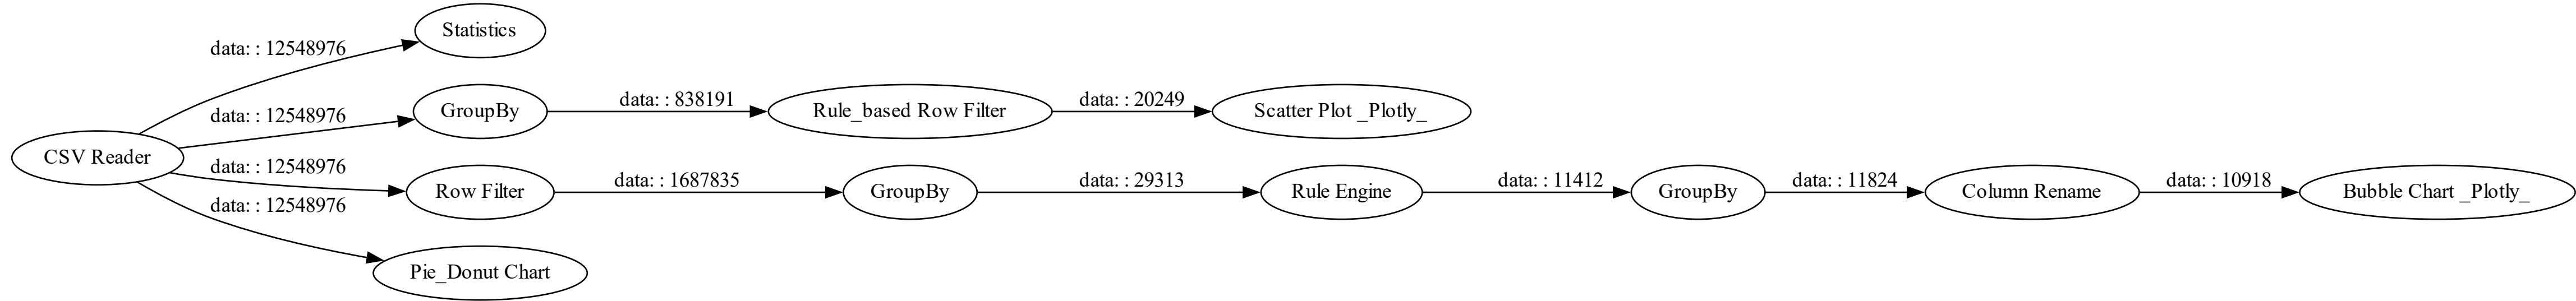 Statistics
data: : 12548976
data: : 12548976
GroupBy
data: : 838191
Rule_based Row Filter
data: : 20249
Scatter Plot _Plotly_
CSV Reader
data: : 12548976
Row Filter
data: : 1687835
GroupBy
data: : 29313
Rule Engine
data: : 11412
GroupBy
data: : 11824
Column Rename
data: : 10918
Bubble Chart _Plotly_
data: : 12548976
Pie_Donut Chart